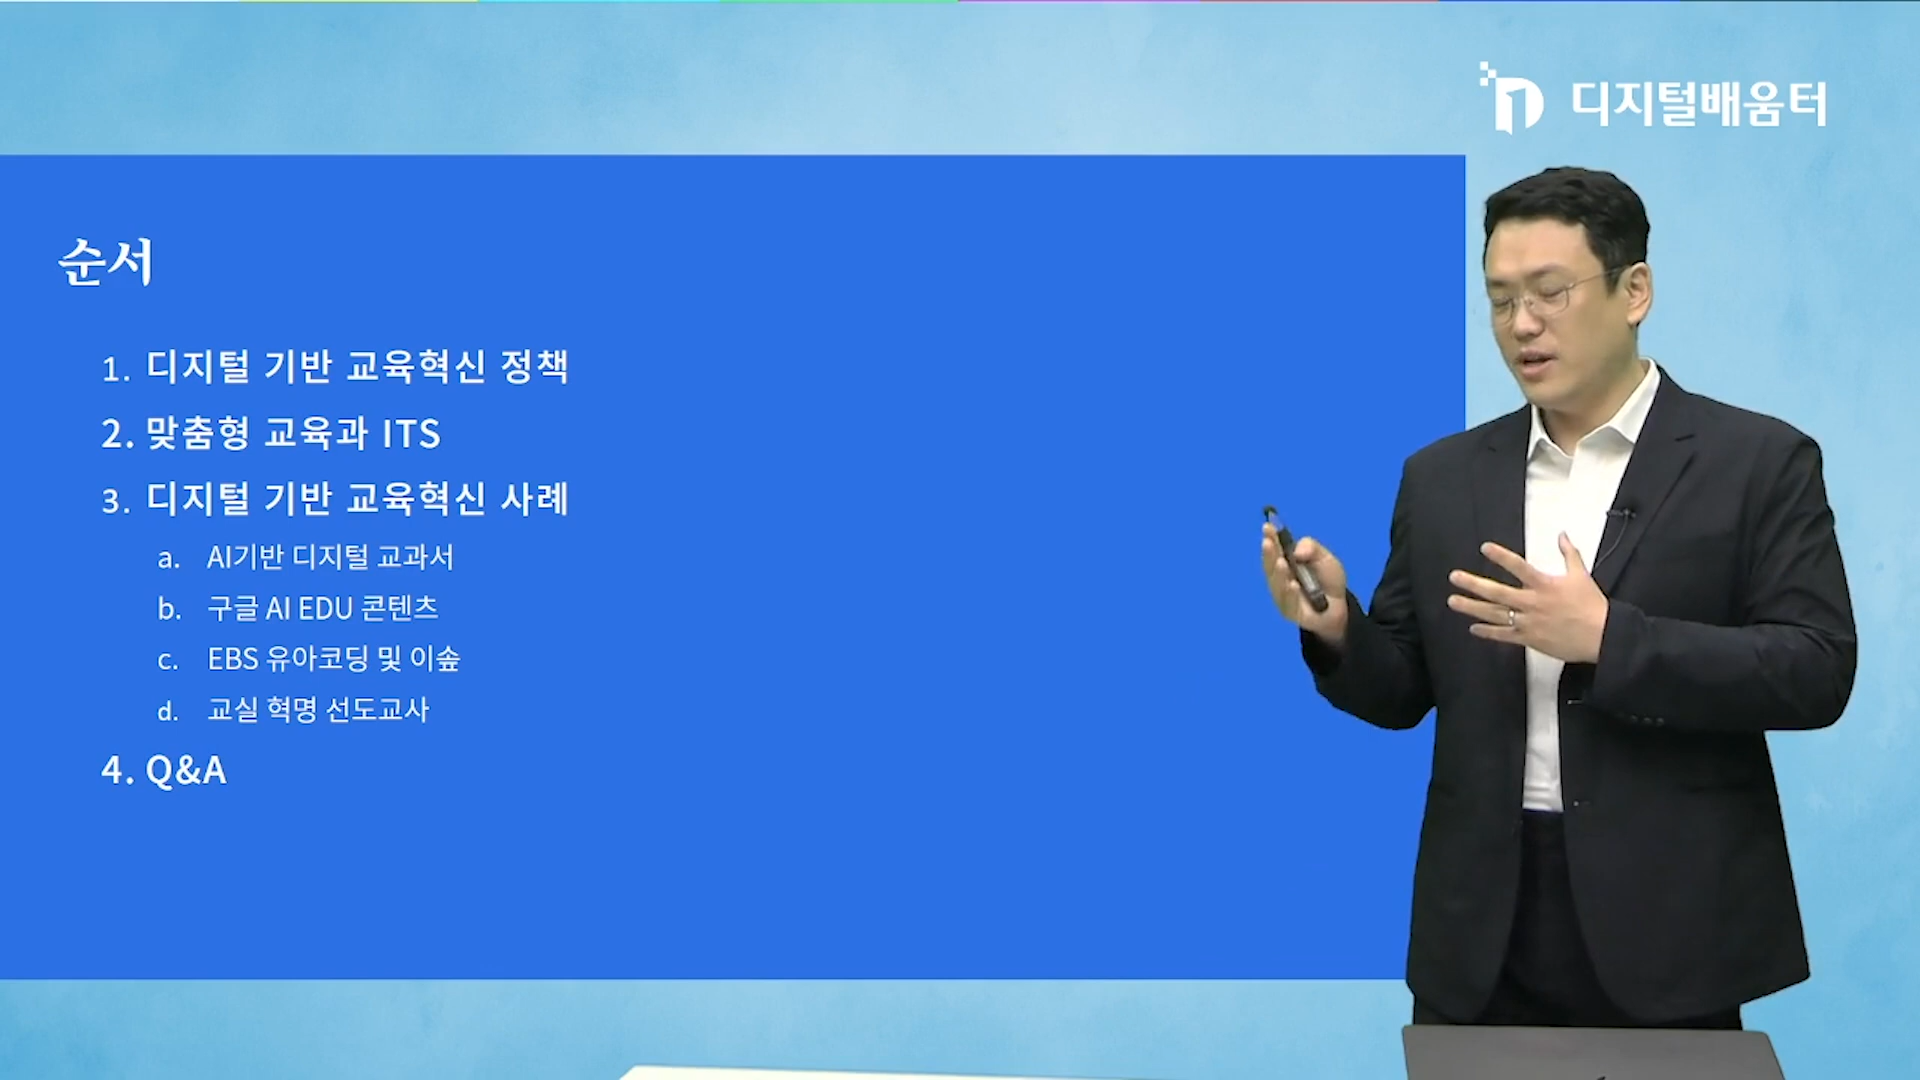 디지털배움터
순서
1. 디지털 기반 교육혁신 정책
2. 맞춤형 교육과 ITS
3. 디지털 기반 교육혁신 사례
a. AI기반 디지털 교과서
b. 구글 AI EDU 콘텐츠
c. EBS 유아코딩 및 이솦
d. 교실 혁명 선도교사
4. Q&A